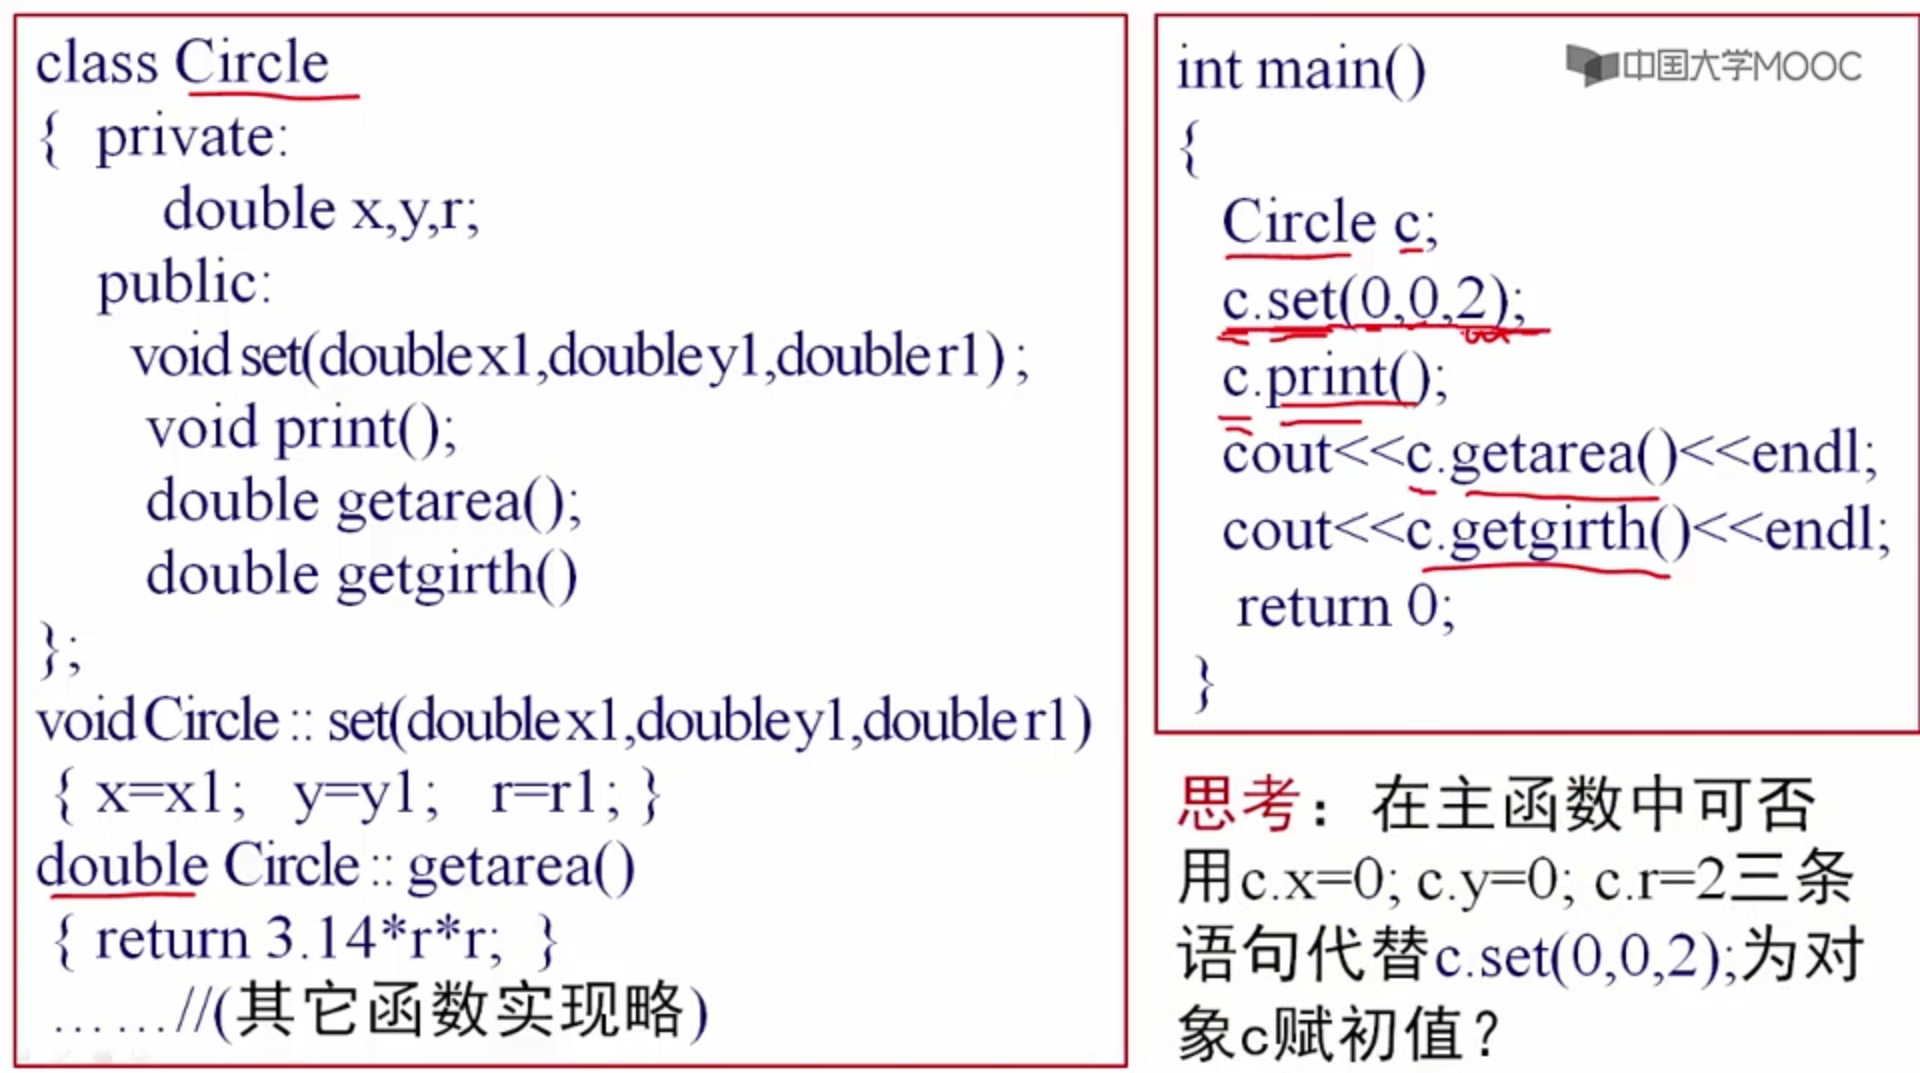 class Circle
{ private:
double x,y,r;
public:
void set(double x1,double y1,double r1) ;
void print();
double getarea();
double getgirth()
};
void Circle :: set(double x1,double y1,double r1)
{ x=x1; y=y1; r=r1; }
double Circle :: getarea()
{ return 3.14*r*r; }
……//(其它函数实现略)
int main()
中国大学MOOC
{
Circle c;
c.set(0,0,2);
c.print();
cout<<c.getarea()<<endl;
cout<<c.getgirth()<<endl;
return 0;
}
思考：在主函数中可否
用c.x=0; c.y=0; c.r=2三条
语句代替c.set(0,0,2);为对
象c赋初值？